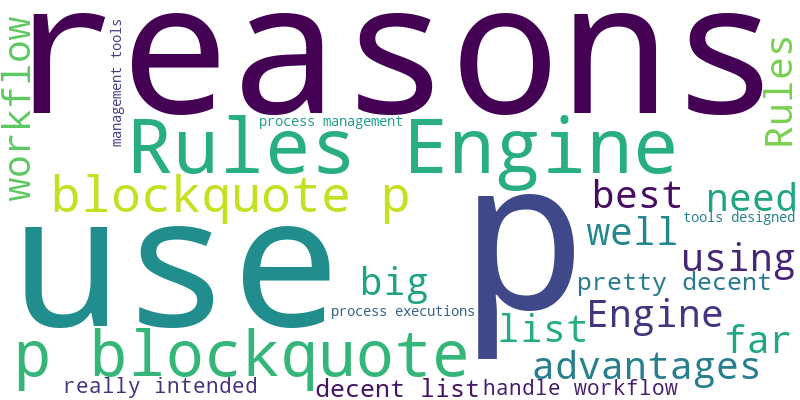 reasons
workflow
management tools
Rules
process management
Rules Engine
blockquote p
use
p
best
need
tools designed
well
using
big
pretty decent
process executions
list
Engine
far
p blockquote
advantages
really intended
decent list
handle workflow